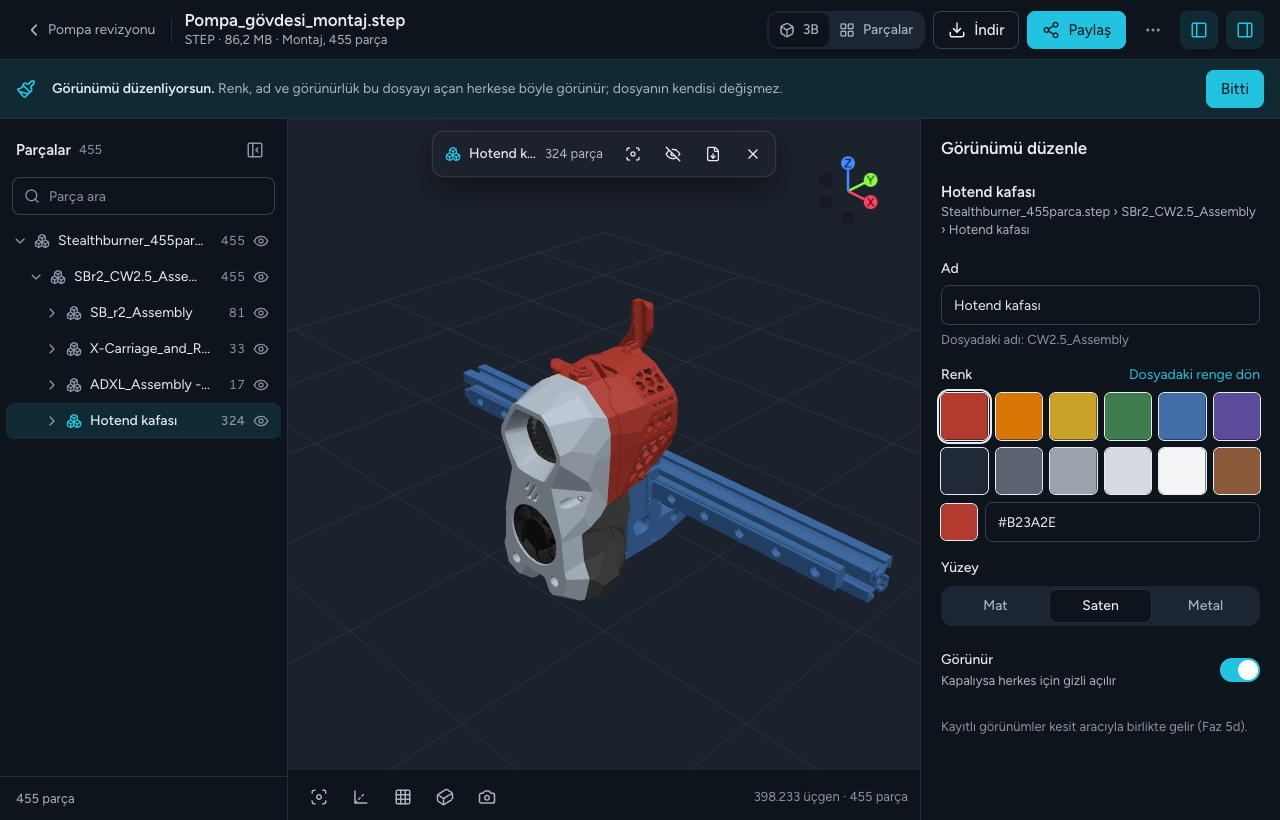 Pompa revizyonu
Pompa_gövdesi_montaj.step
STEP · 86,2 MB · Montaj, 455 parça
3B
Parçalar
İndir
Paylaş
Görünümü düzenliyorsun. Renk, ad ve görünürlük bu dosyayı açan herkese böyle görünür; dosyanın kendisi değişmez.
Bitti
Parçalar 455
Parça ara
Stealthburner_455par... 455
SBr2_CW2.5_Asse... 455
SB_r2_Assembly 81
X-Carriage_and_R... 33
ADXL_Assembly -... 17
Hotend kafası 324
455 parça
Hotend k... 324 parça
Z
Y
X
398.233 üçgen · 455 parça
Görünümü düzenle
Hotend kafası
Stealthburner_455parca.step › SBr2_CW2.5_Assembly
› Hotend kafası
Ad
Hotend kafası
Dosyadaki adı: CW2.5_Assembly
Renk
Dosyadaki renge dön
#B23A2E
Yüzey
Mat
Saten
Metal
Görünür
Kapalıysa herkes için gizli açılır
Kayıtlı görünümler kesit aracıyla birlikte gelir (Faz 5d).